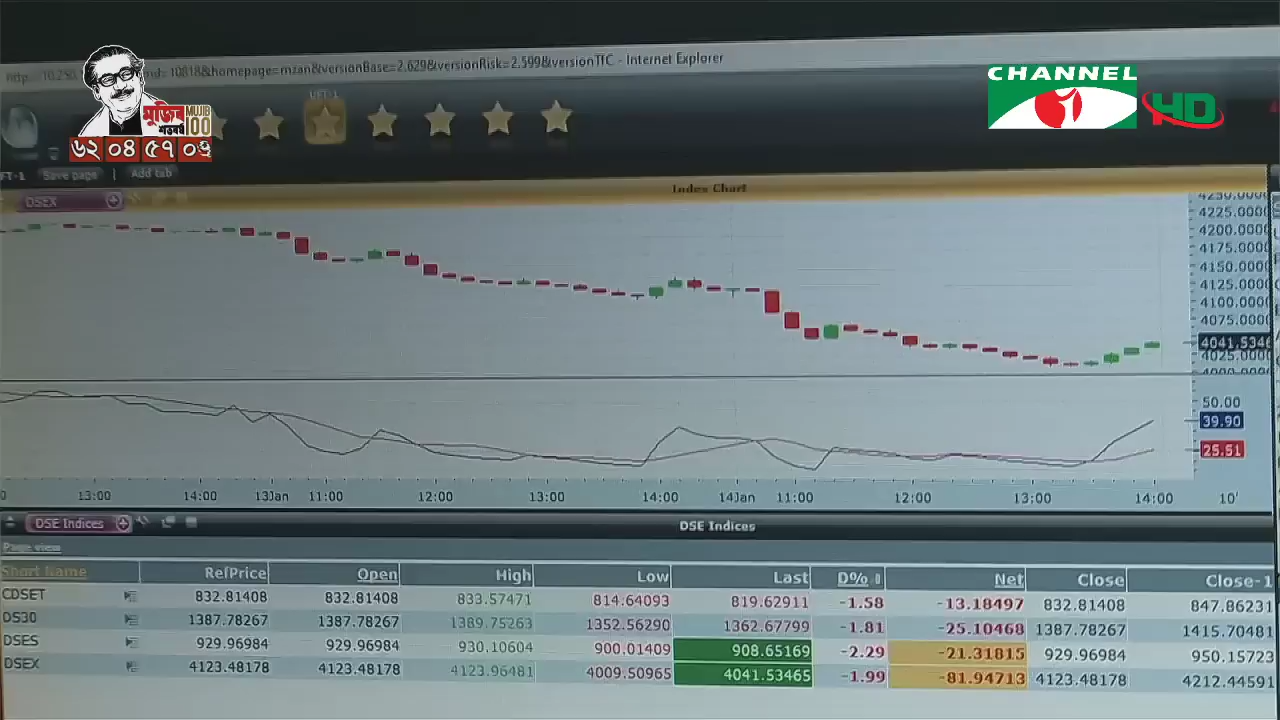 CHANNEL
i HD
=10818&homepage=mzan&versionBase=2.629&versionRisk=2.599&versionTFC - Internet Explorer
মুজিব শতবর্ষ MUJIB 100
UFT-1
৬২ ০৪ ৫৭
FT-1 Save page | Add tab
Index Chart
DSEX
4250.0000
4225.0000
4200.0000
4175.0000
4150.0000
4125.0000
4100.0000
4075.0000
4041.5346
4025.0000
4000.0000
50.00
39.90
25.51
13:00 14:00 13Jan 11:00 12:00 13:00 14:00 14Jan 11:00 12:00 13:00 14:00 10'
DSE Indices DSE Indices
Page view
Short Name RefPrice Open High Low Last D% Net Close Close-1
CDSET 832.81408 832.81408 833.57471 814.64093 819.62911 -1.58 -13.18497 832.81408 847.86231
DS30 1387.78267 1387.78267 1389.75263 1352.56290 1362.67799 -1.81 -25.10468 1387.78267 1415.70481
DSES 929.96984 929.96984 930.10604 900.01409 908.65169 -2.29 -21.31815 929.96984 950.15723
DSEX 4123.48178 4123.48178 4123.96481 4009.50965 4041.53465 -1.99 -81.94713 4123.48178 4212.44591